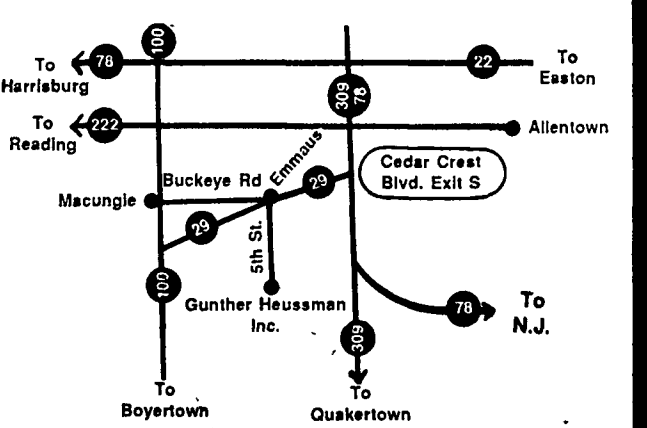 100
To
Harrisburg
78
22
To
Easton
309
78
To
Reading
222
Allentown
Emmaus
Cedar Crest
Blvd. Exit S
Buckeye Rd
29
Macungie
29
5th St.
100
Gunther Heussman
Inc.
78
To
N.J.
309
To
Boyertown
To
Quakertown